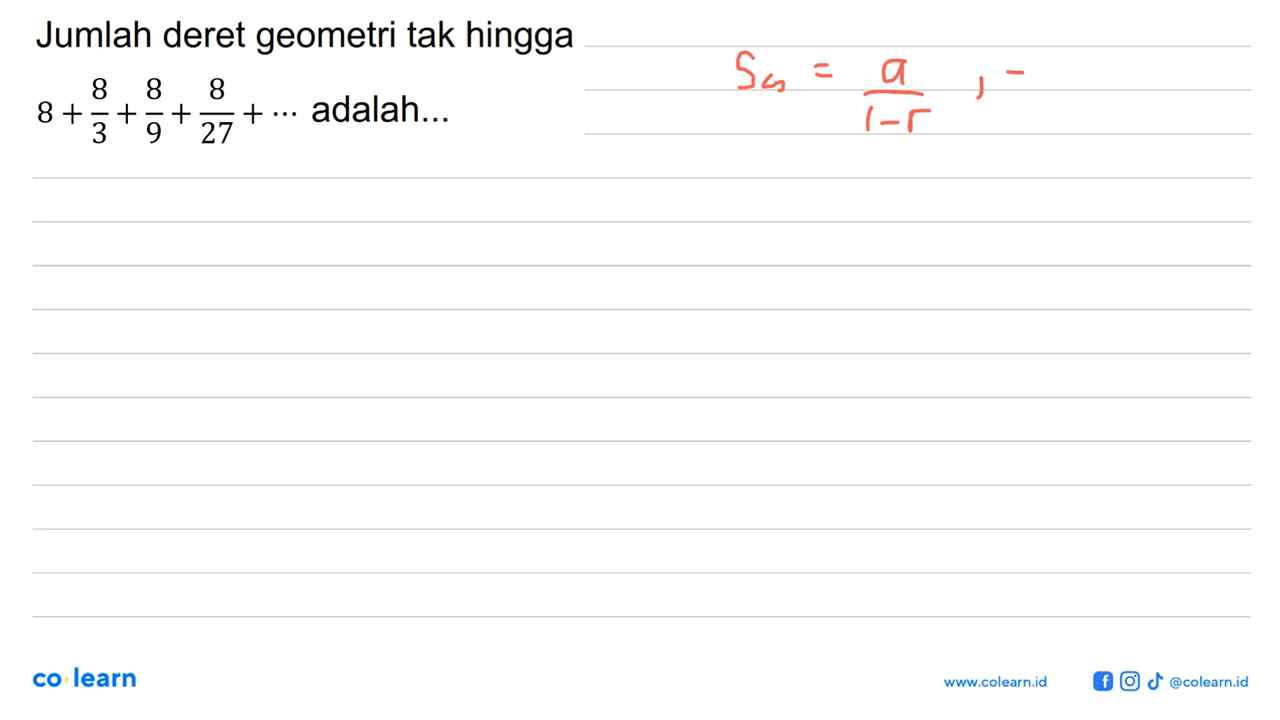 Jumlah deret geometri tak hingga
8 + 8/3 + 8/9 + 8/27 + ⋯ adalah...
S∞ = a/(1-r) , -
co·learn
www.colearn.id @colearn.id